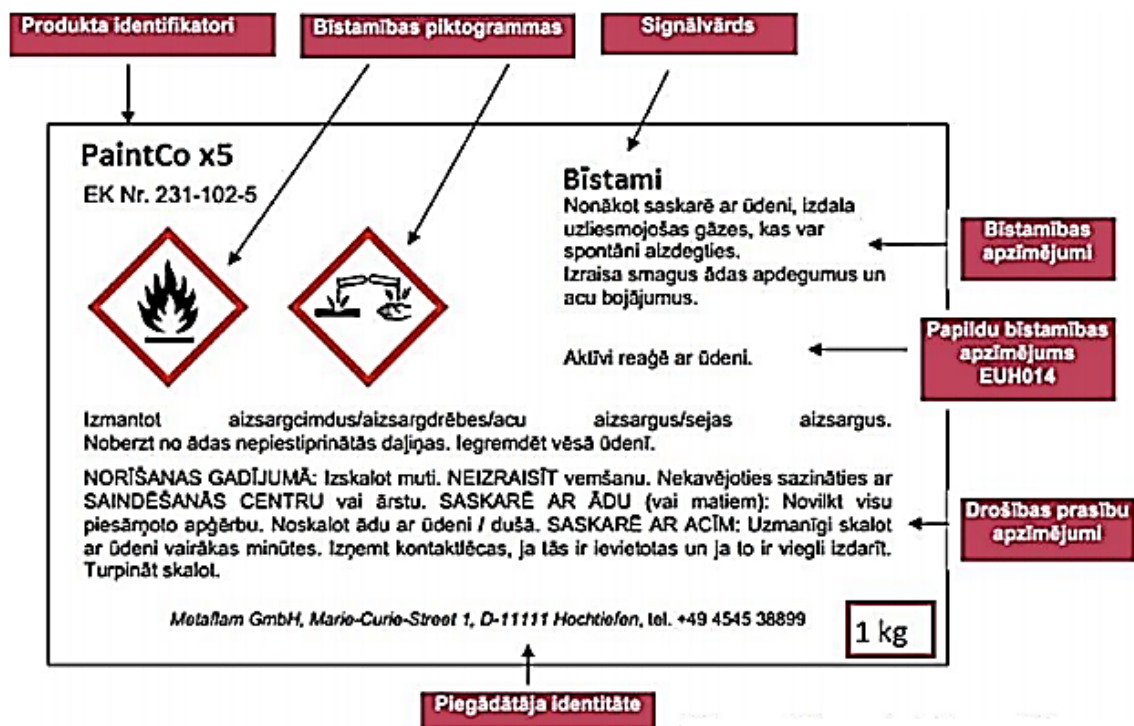 Produkta identifikatori
Bīstamības piktogrammas
Signālvārds
PaintCo x5
EK Nr. 231-102-5
Bīstami
Nonākot saskarē ar ūdeni, izdala
uzliesmojošas gāzes, kas var
spontāni aizdegties.
Izraisa smagus ādas apdegumus un
acu bojājumus.
Bīstamības
apzīmējumi
Aktīvi reaģē ar ūdeni.
Papildu bīstamības
apzīmējums
EUH014
Izmantot aizsargcimdus/aizsargdrēbes/acu aizsargus/sejas aizsargus.
Noberzt no ādas nepiestiprinātās daļiņas. Iegremdēt vēsā ūdenī.
NORĪŠANAS GADĪJUMĀ: Izskalot muti. NEIZRAISĪT vemšanu. Nekavējoties sazināties ar
SAINDĒŠANĀS CENTRU vai ārstu. SASKARĒ AR ĀDU (vai matiem): Novilkt visu
piesārņoto apģērbu. Noskalot ādu ar ūdeni / dušā. SASKARĒ AR ACĪM: Uzmanīgi skalot
ar ūdeni vairākas minūtes. Izņemt kontaktlēcas, ja tās ir ievietotas un ja to ir viegli izdarīt.
Turpināt skalot.
Drošības prasību
apzīmējumi
Metaflam GmbH, Marie-Curie-Street 1, D-11111 Hochtiefen, tel. +49 4545 38899
1 kg
Piegādātāja identitāte